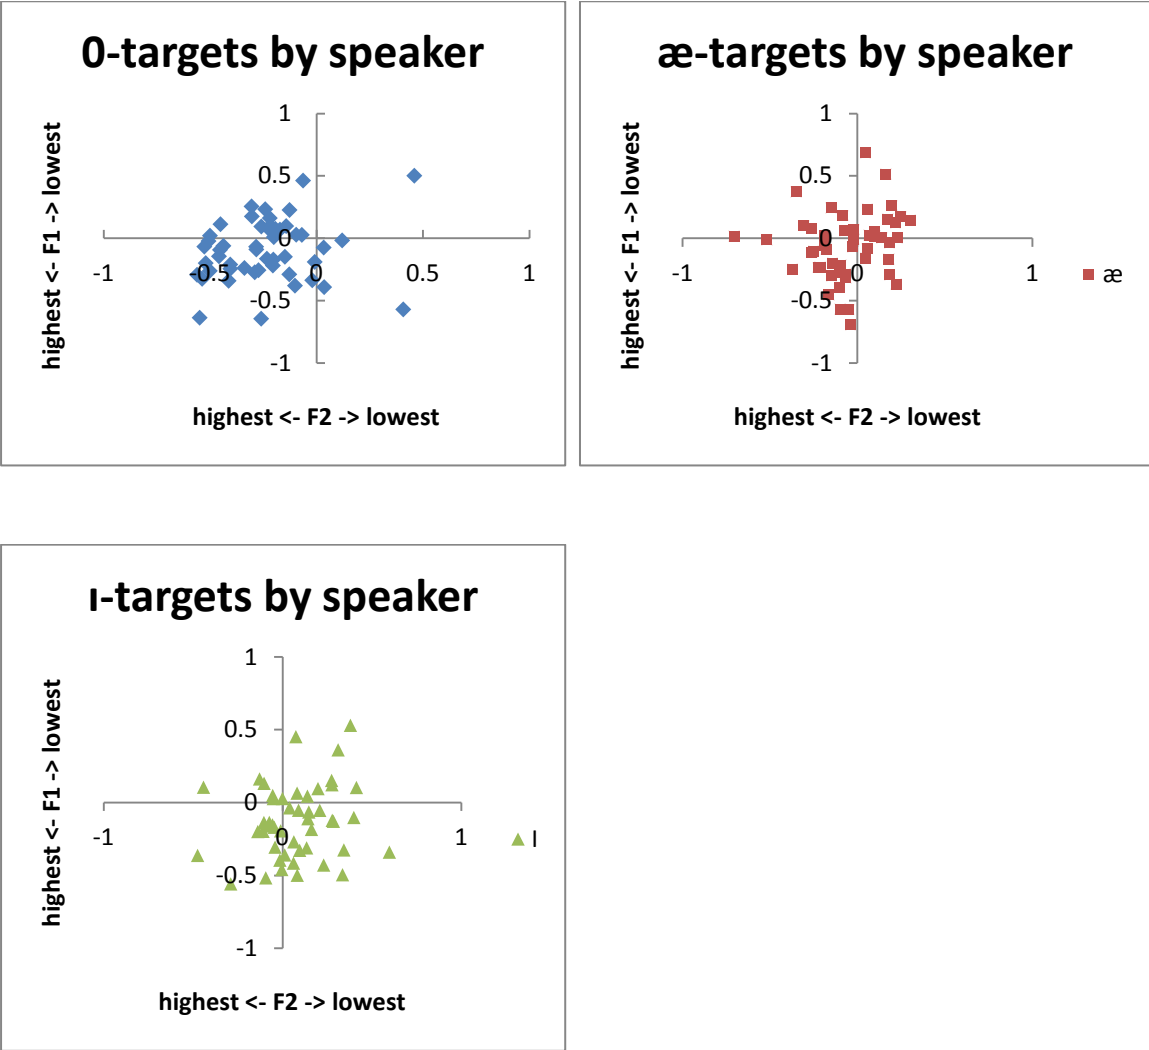 0-targets by speaker
highest <- F1 -> lowest
1
0.5
0
-0.5
-1
-1
-0.5
0
0.5
1
highest <- F2 -> lowest
æ-targets by speaker
highest <- F1 -> lowest
1
0.5
0
-0.5
-1
-1
0
1
æ
highest <- F2 -> lowest
ı-targets by speaker
highest <- F1 -> lowest
1
0.5
0
-0.5
-1
-1
0
1
I
highest <- F2 -> lowest